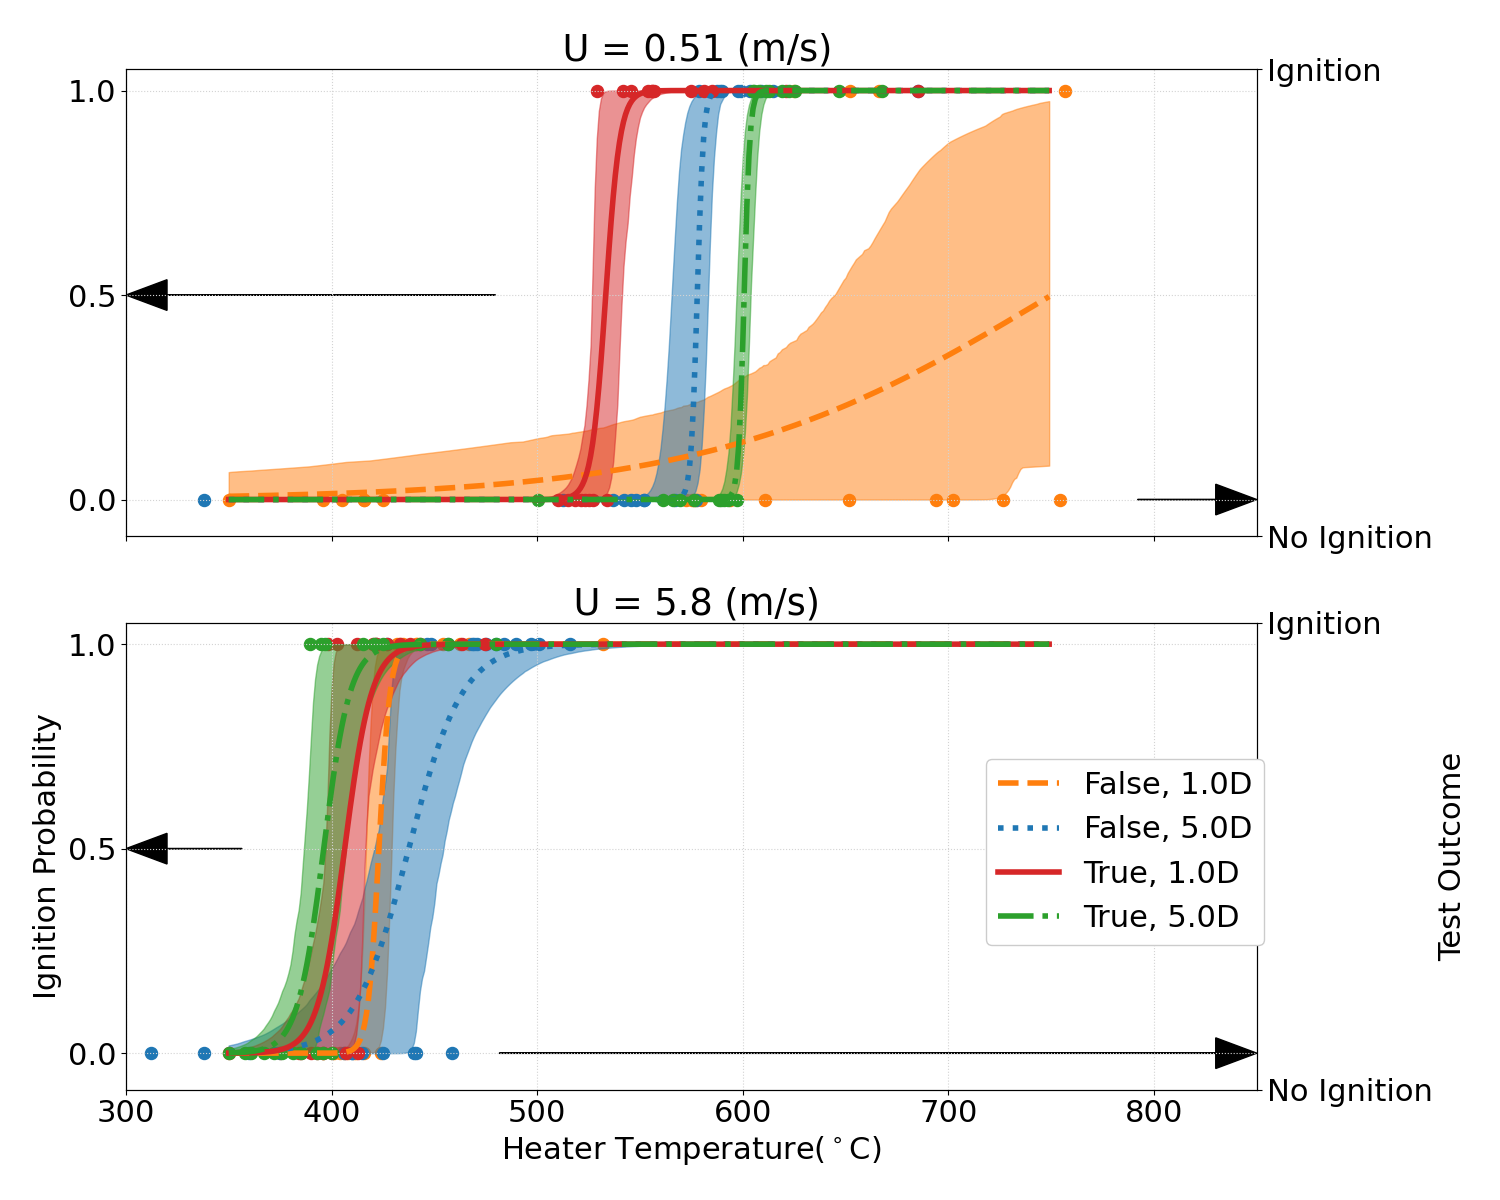 U = 0.51 (m/s)
1.0
0.5
0.0
Ignition
No Ignition
U = 5.8 (m/s)
1.0
0.5
0.0
Ignition
No Ignition
Ignition Probability
Test Outcome
False, 1.0D
False, 5.0D
True, 1.0D
True, 5.0D
300 400 500 600 700 800
Heater Temperature(°C)